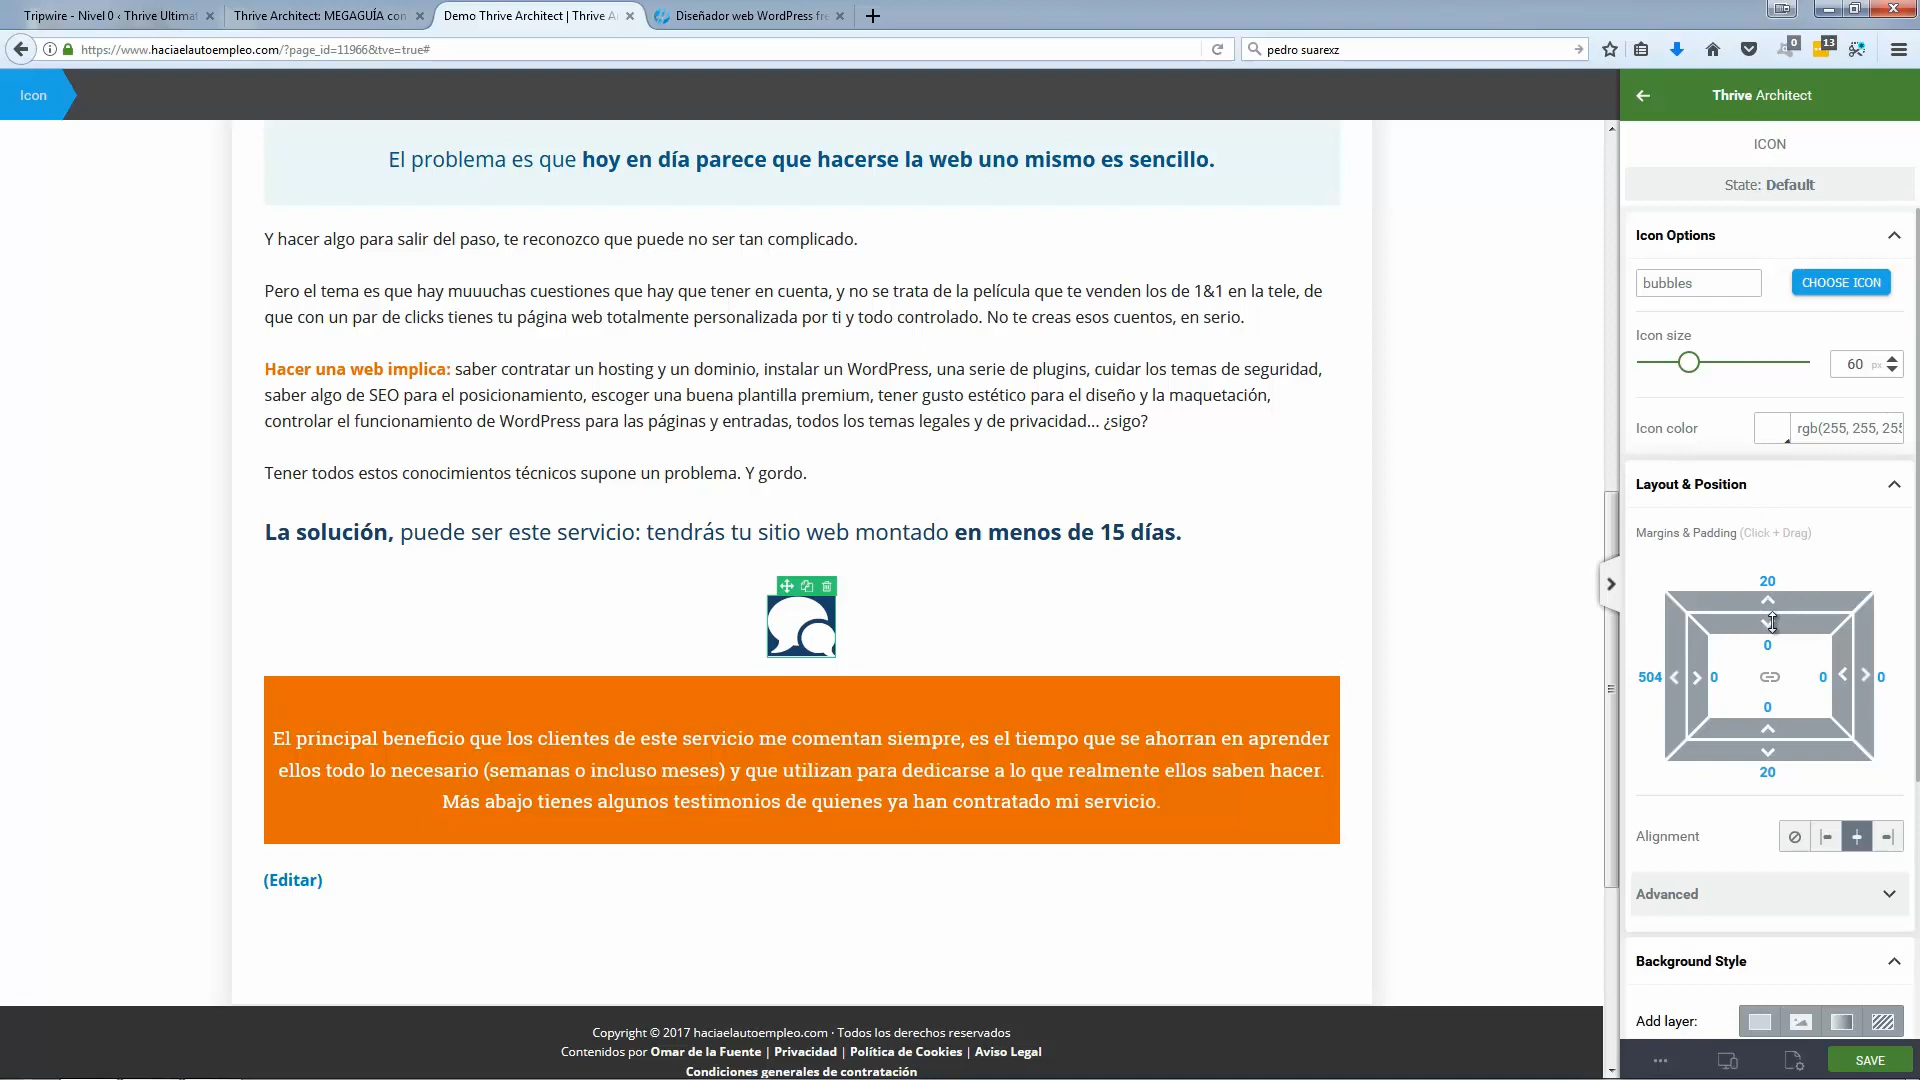 Tripwire - Nivel 0 ‹ Thrive Ultimat
Thrive Architect: MEGAGUÍA con
Demo Thrive Architect | Thrive A
Diseñador web WordPress fre
https://www.haciaelautoempleo.com/?page_id=11966&tve=true#
pedro suarexz
0
13
Icon
Thrive Architect
ICON
State: Default
Icon Options
bubbles
CHOOSE ICON
Icon size
60 px
Icon color
rgb(255, 255, 255
Layout & Position
Margins & Padding (Click + Drag)
20
0
504 0 0 0
0
20
Alignment
Advanced
Background Style
Add layer:
SAVE
El problema es que hoy en día parece que hacerse la web uno mismo es sencillo.
Y hacer algo para salir del paso, te reconozco que puede no ser tan complicado.
Pero el tema es que hay muuuchas cuestiones que hay que tener en cuenta, y no se trata de la película que te venden los de 1&1 en la tele, de
que con un par de clicks tienes tu página web totalmente personalizada por ti y todo controlado. No te creas esos cuentos, en serio.
Hacer una web implica: saber contratar un hosting y un dominio, instalar un WordPress, una serie de plugins, cuidar los temas de seguridad,
saber algo de SEO para el posicionamiento, escoger una buena plantilla premium, tener gusto estético para el diseño y la maquetación,
controlar el funcionamiento de WordPress para las páginas y entradas, todos los temas legales y de privacidad... ¿sigo?
Tener todos estos conocimientos técnicos supone un problema. Y gordo.
La solución, puede ser este servicio: tendrás tu sitio web montado en menos de 15 días.
El principal beneficio que los clientes de este servicio me comentan siempre, es el tiempo que se ahorran en aprender
ellos todo lo necesario (semanas o incluso meses) y que utilizan para dedicarse a lo que realmente ellos saben hacer.
Más abajo tienes algunos testimonios de quienes ya han contratado mi servicio.
(Editar)
Copyright © 2017 haciaelautoempleo.com · Todos los derechos reservados
Contenidos por Omar de la Fuente | Privacidad | Política de Cookies | Aviso Legal
Condiciones generales de contratación